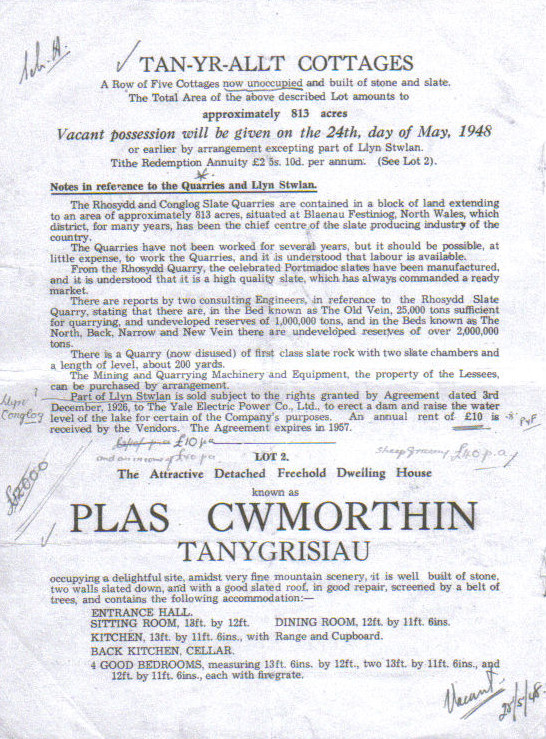 Sch. A.
TAN-YR-ALLT COTTAGES
A Row of Five Cottages now unoccupied and built of stone and slate.
The Total Area of the above described Lot amounts to
approximately 813 acres
Vacant possession will be given on the 24th, day of May, 1948
or earlier by arrangement excepting part of Llyn Stwlan.
Tithe Redemption Annuity £2 5s. 10d. per annum. (See Lot 2).
Notes in reference to the Quarries and Llyn Stwlan.
The Rhosydd and Conglog Slate Quarries are contained in a block of land extending
to an area of approximately 813 acres, situated at Blaenau Festiniog, North Wales, which
district, for many years, has been the chief centre of the slate producing industry of the
country.
The Quarries have not been worked for several years, but it should be possible, at
little expense, to work the Quarries, and it is understood that labour is available.
From the Rhosydd Quarry, the celebrated Portmadoc slates have been manufactured,
and it is understood that it is a high quality slate, which has always commanded a ready
market.
There are reports by two consulting Engineers, in reference to the Rhosydd Slate
Quarry, stating that there are, in the Bed known as The Old Vein, 25,000 tons sufficient
for quarrying, and undeveloped reserves of 1,000,000 tons, and in the Beds known as The
North, Back, Narrow and New Vein there are undeveloped reserves of over 2,000,000
tons.
There is a Quarry (now disused) of first class slate rock with two slate chambers and
a length of level, about 200 yards.
The Mining and Quarrying Machinery and Equipment, the property of the Lessees,
can be purchased by arrangement.
Part of Llyn Stwlan is sold subject to the rights granted by Agreement dated 3rd
December, 1926, to The Yale Electric Power Co., Ltd., to erect a dam and raise the water
level of the lake for certain of the Company's purposes. An annual rent of £10 is
received by the Vendors. The Agreement expires in 1957.
Llyn ?
Conglog
£10 pa
£40 p.a
£2000
LOT 2.
The Attractive Detached Freehold Dwelling House
known as
PLAS CWMORTHIN
TANYGRISIAU
occupying a delightful site, amidst very fine mountain scenery, it is well built of stone,
two walls slated down, and with a good slated roof, in good repair, screened by a belt of
trees, and contains the following accommodation:—
ENTRANCE HALL.
SITTING ROOM, 13ft. by 12ft. DINING ROOM, 12ft. by 11ft. 6ins.
KITCHEN, 13ft. by 11ft. 6ins., with Range and Cupboard.
BACK KITCHEN, CELLAR.
4 GOOD BEDROOMS, measuring 13ft. 6ins. by 12ft., two 13ft. by 11ft. 6ins., and
12ft. by 11ft. 6ins., each with firegrate.
Vacant